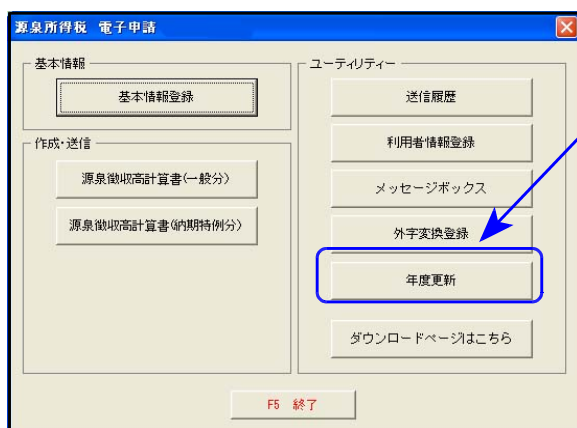 源泉所得税 電子申請
基本情報
基本情報登録
作成・送信
源泉徴収高計算書(一般分)
源泉徴収高計算書(納期特例分)
ユーティリティー
送信履歴
利用者情報登録
メッセージボックス
外字変換登録
年度更新
ダウンロードページはこちら
F5 終了